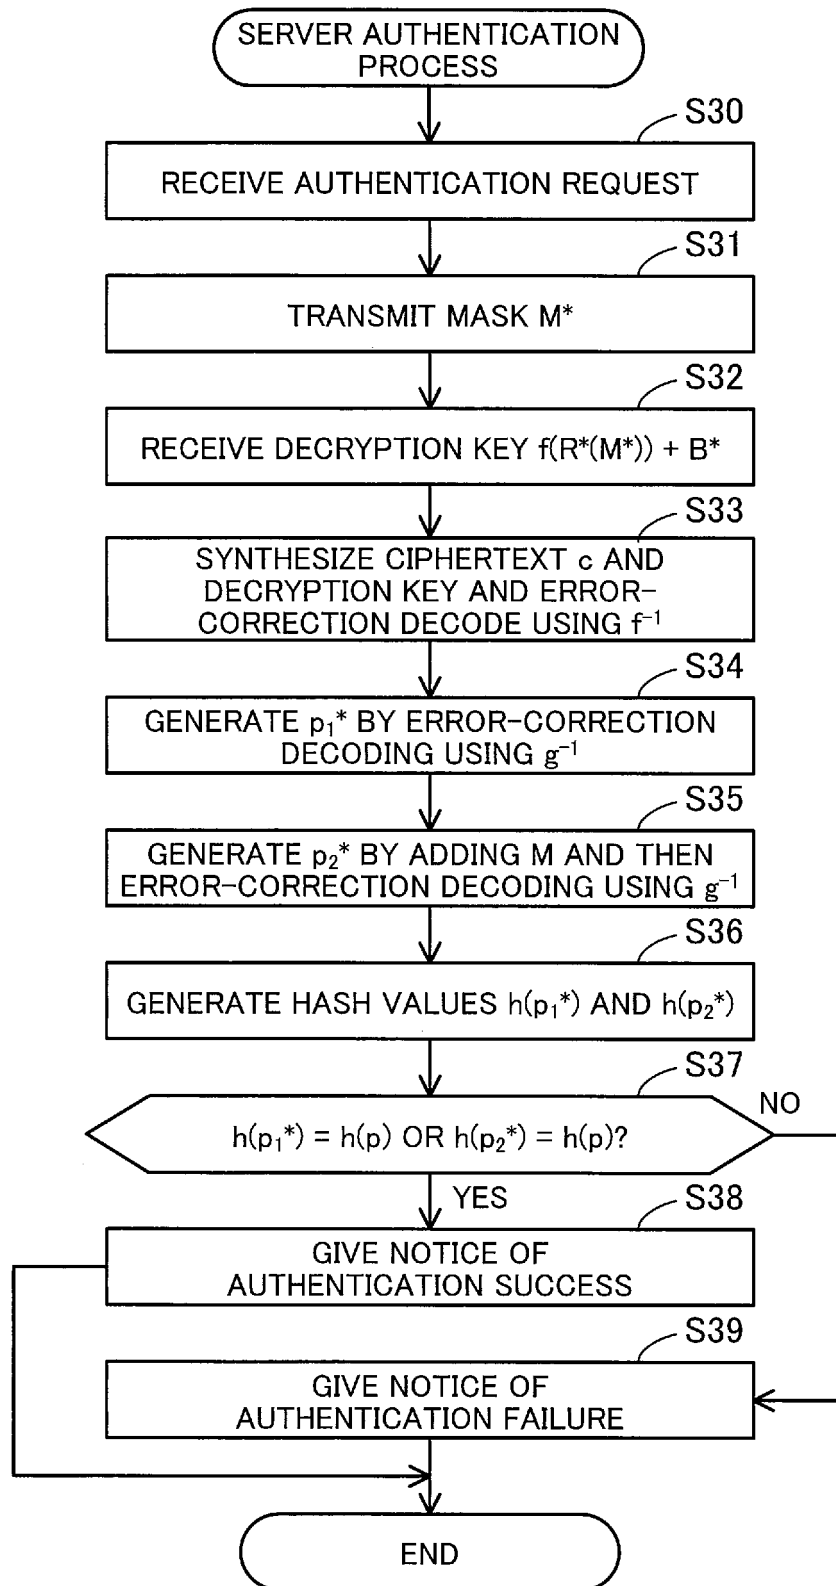 SERVER AUTHENTICATION
PROCESS
S30
RECEIVE AUTHENTICATION REQUEST
S31
TRANSMIT MASK M*
S32
RECEIVE DECRYPTION KEY f(R*(M*)) + B*
S33
SYNTHESIZE CIPHERTEXT c AND
DECRYPTION KEY AND ERROR-
CORRECTION DECODE USING f⁻¹
S34
GENERATE p₁* BY ERROR-CORRECTION
DECODING USING g⁻¹
S35
GENERATE p₂* BY ADDING M AND THEN
ERROR-CORRECTION DECODING USING g⁻¹
S36
GENERATE HASH VALUES h(p₁*) AND h(p₂*)
S37
h(p₁*) = h(p) OR h(p₂*) = h(p)?
NO
YES
S38
GIVE NOTICE OF
AUTHENTICATION SUCCESS
S39
GIVE NOTICE OF
AUTHENTICATION FAILURE
END